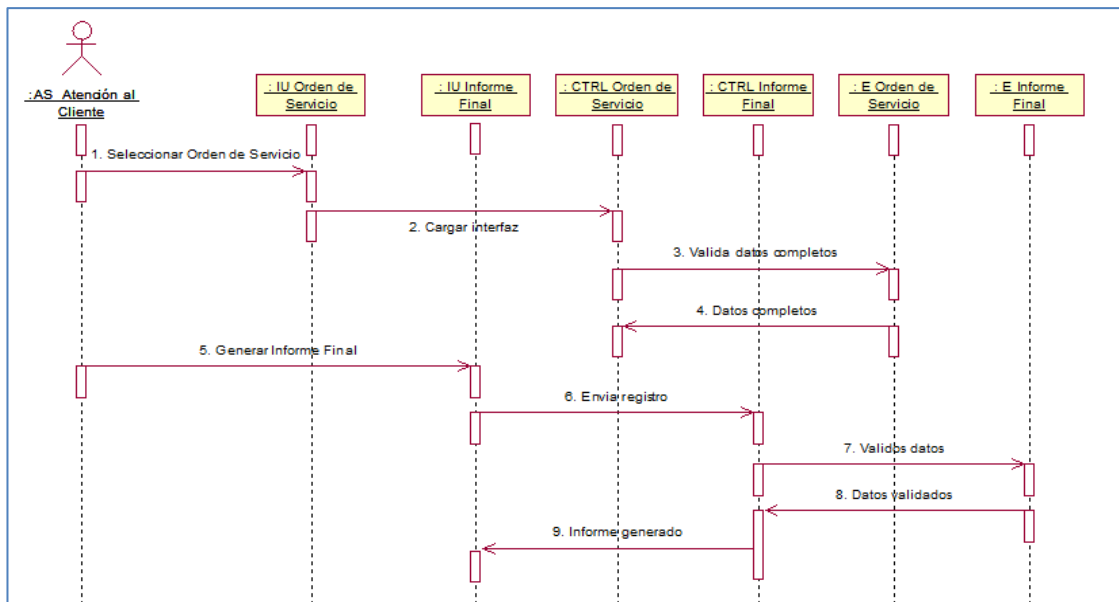 :AS_Atención al
Cliente
: IU Orden de
Servicio
: IU Informe
Final
: CTRL Orden de
Servicio
: CTRL Informe
Final
: E Orden de
Servicio
: E Informe
Final
1. Seleccionar Orden de Servicio
2. Cargar interfaz
3. Valida datos completos
4. Datos completos
5. Generar Informe Final
6. Envia registro
7. Validos datos
8. Datos validados
9. Informe generado